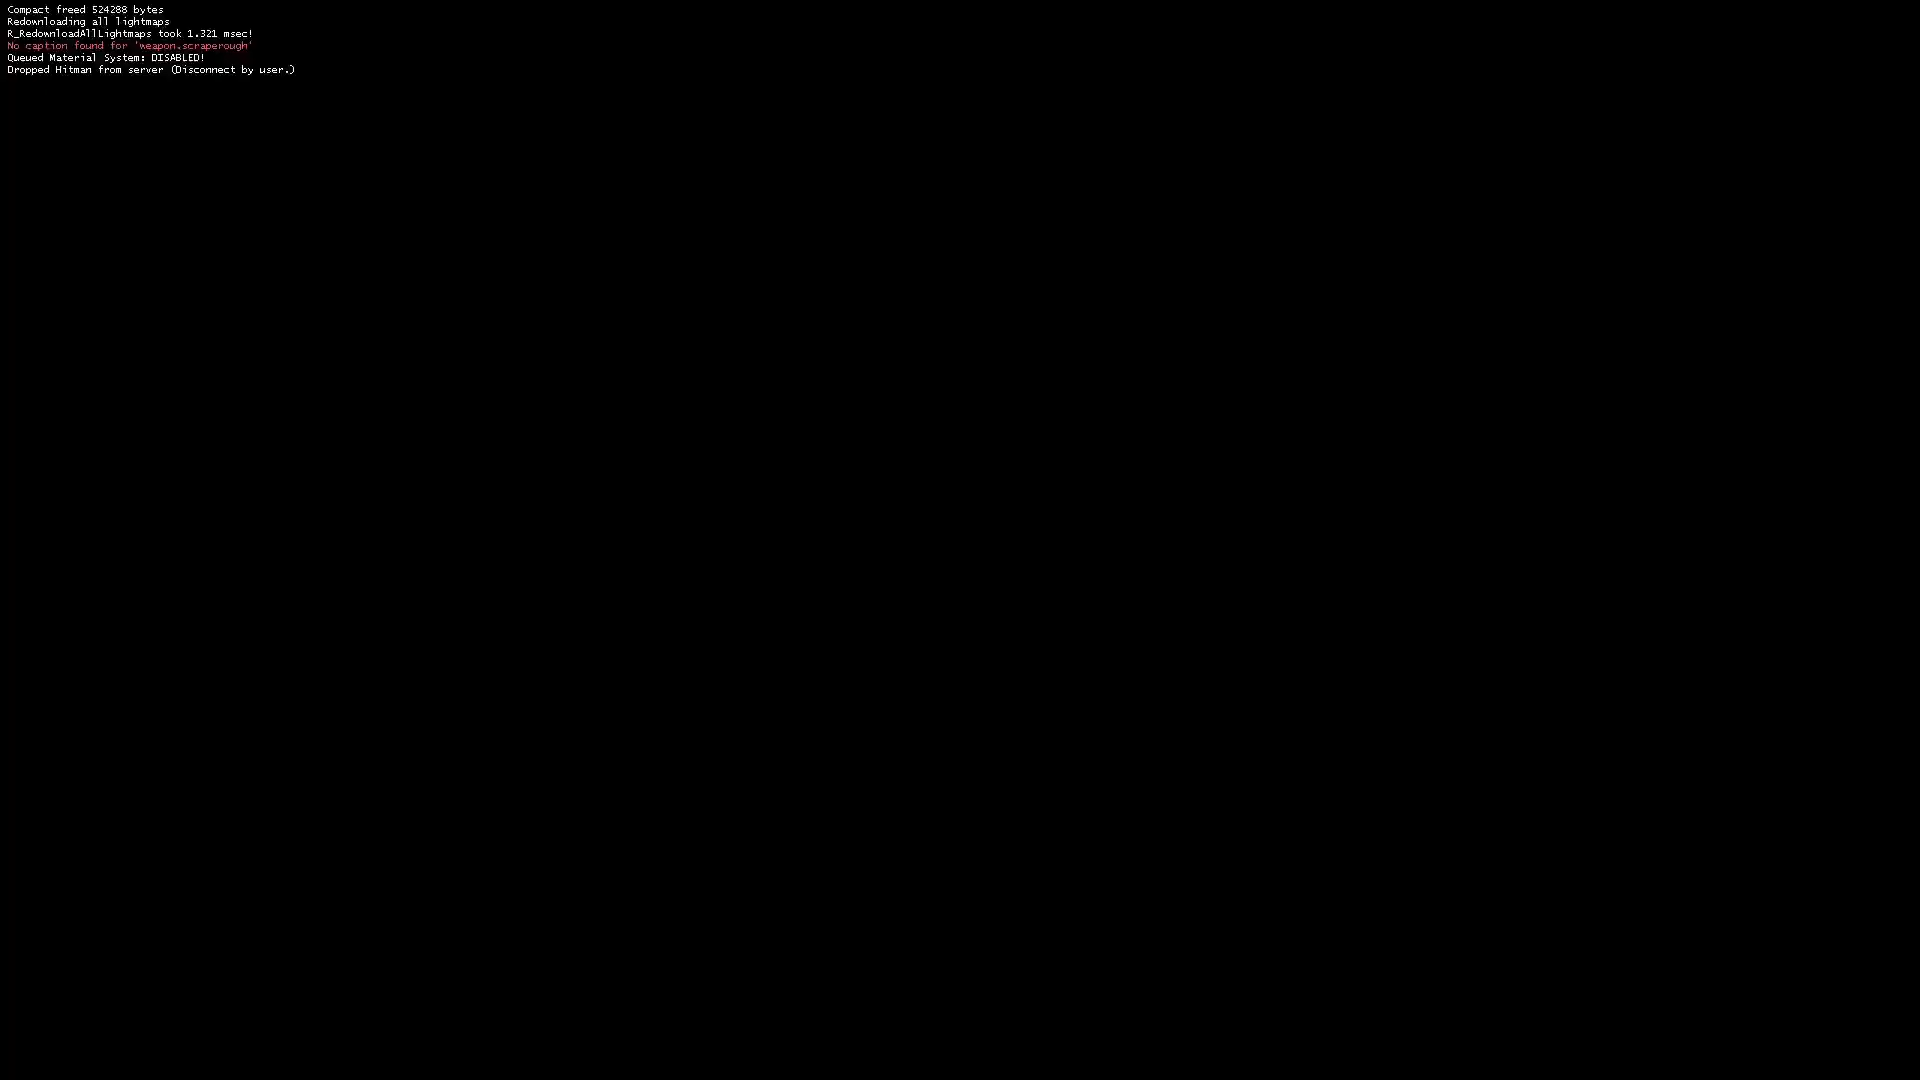 Compact freed 524288 bytes
Redownloading all lightmaps
R_RedownloadAllLightmaps took 1.321 msec!
No caption found for 'weapon.scraperough'
Queued Material System: DISABLED!
Dropped Hitman from server (Disconnect by user.)